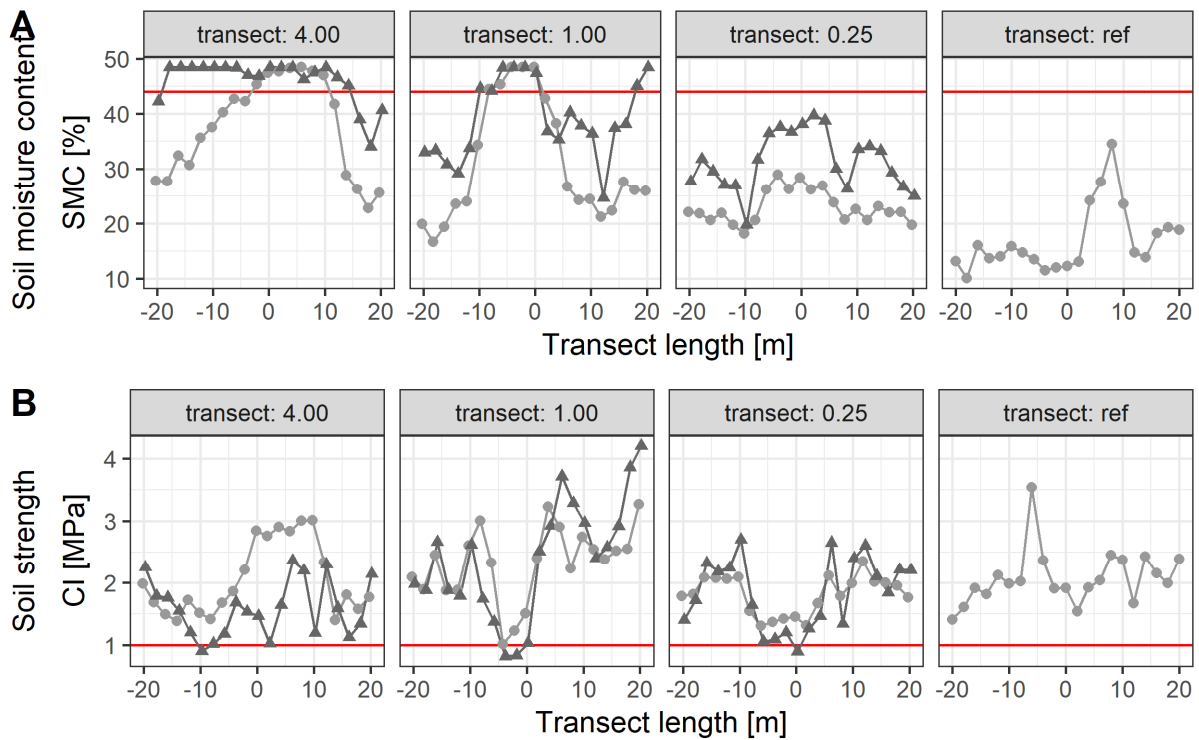 A
Soil moisture content
SMC [%]
transect: 4.00
transect: 1.00
transect: 0.25
transect: ref
50
40
30
20
10
-20 -10 0 10 20
-20 -10 0 10 20
-20 -10 0 10 20
-20 -10 0 10 20
Transect length [m]
B
Soil strength
CI [MPa]
transect: 4.00
transect: 1.00
transect: 0.25
transect: ref
4
3
2
1
-20 -10 0 10 20
-20 -10 0 10 20
-20 -10 0 10 20
-20 -10 0 10 20
Transect length [m]